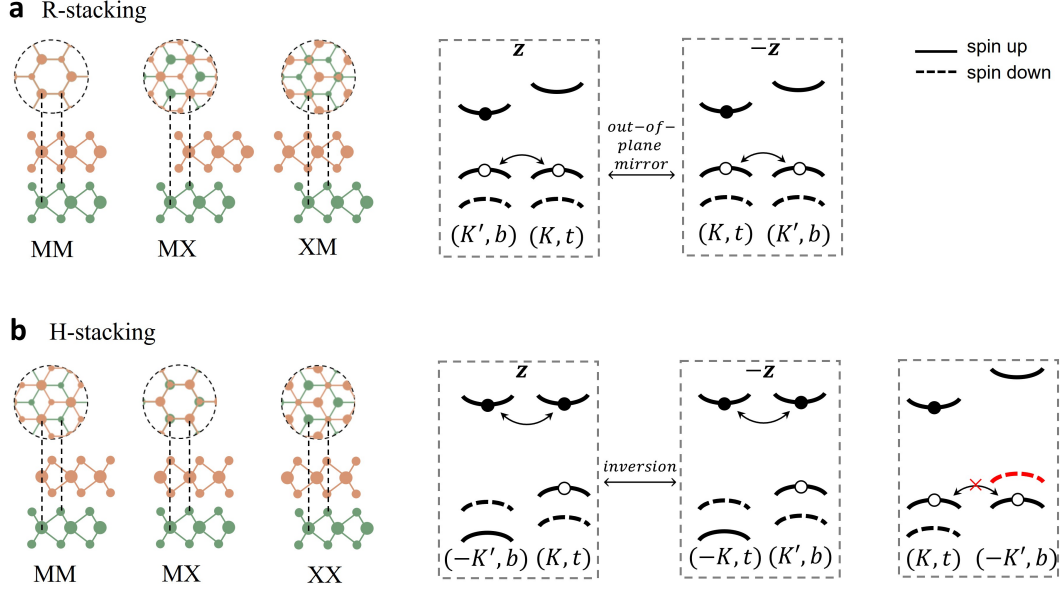 a R-stacking
MM
MX
XM
z
(K′, b) (K, t)
out-of-
plane
mirror
−z
(K, t) (K′, b)
spin up
spin down
b H-stacking
MM
MX
XX
z
(−K′, b) (K, t)
inversion
−z
(−K, t) (K′, b)
(K, t) (−K′, b)